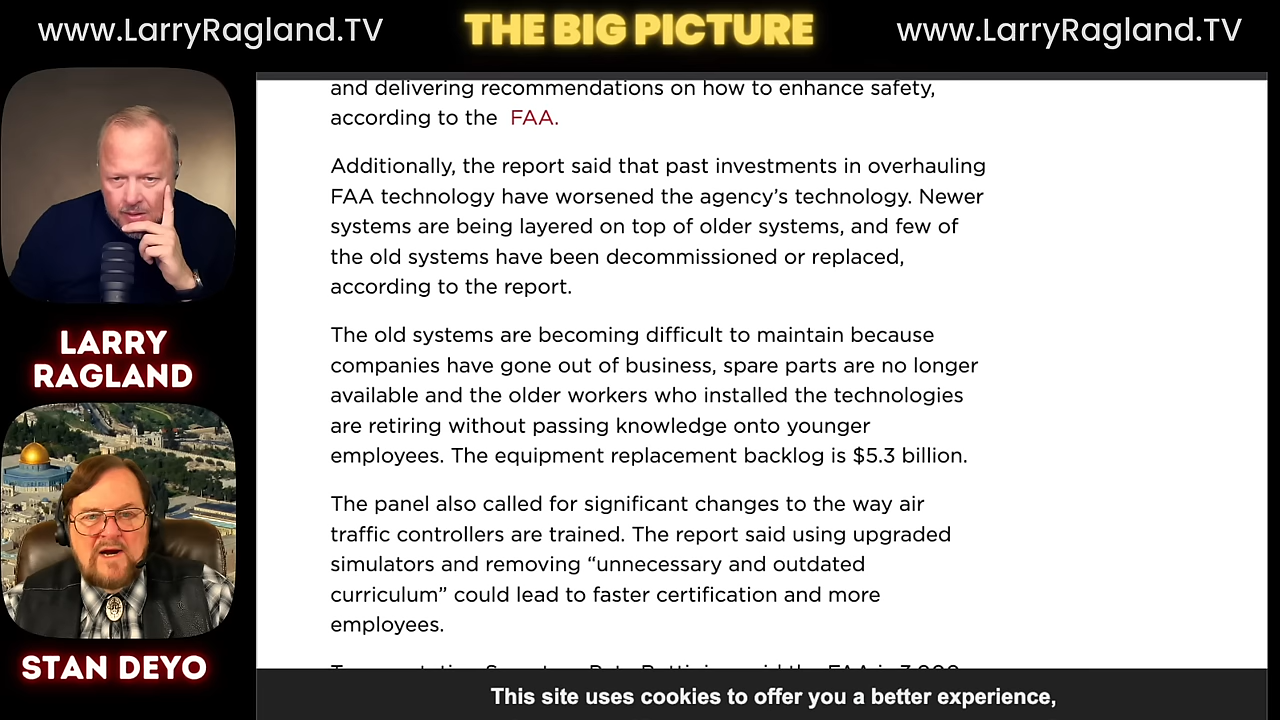 www.LarryRagland.TV
THE BIG PICTURE
www.LarryRagland.TV
LARRY
RAGLAND
STAN DEYO
and delivering recommendations on how to enhance safety,
according to the FAA.
Additionally, the report said that past investments in overhauling
FAA technology have worsened the agency’s technology. Newer
systems are being layered on top of older systems, and few of
the old systems have been decommissioned or replaced,
according to the report.
The old systems are becoming difficult to maintain because
companies have gone out of business, spare parts are no longer
available and the older workers who installed the technologies
are retiring without passing knowledge onto younger
employees. The equipment replacement backlog is $5.3 billion.
The panel also called for significant changes to the way air
traffic controllers are trained. The report said using upgraded
simulators and removing “unnecessary and outdated
curriculum” could lead to faster certification and more
employees.
This site uses cookies to offer you a better experience,